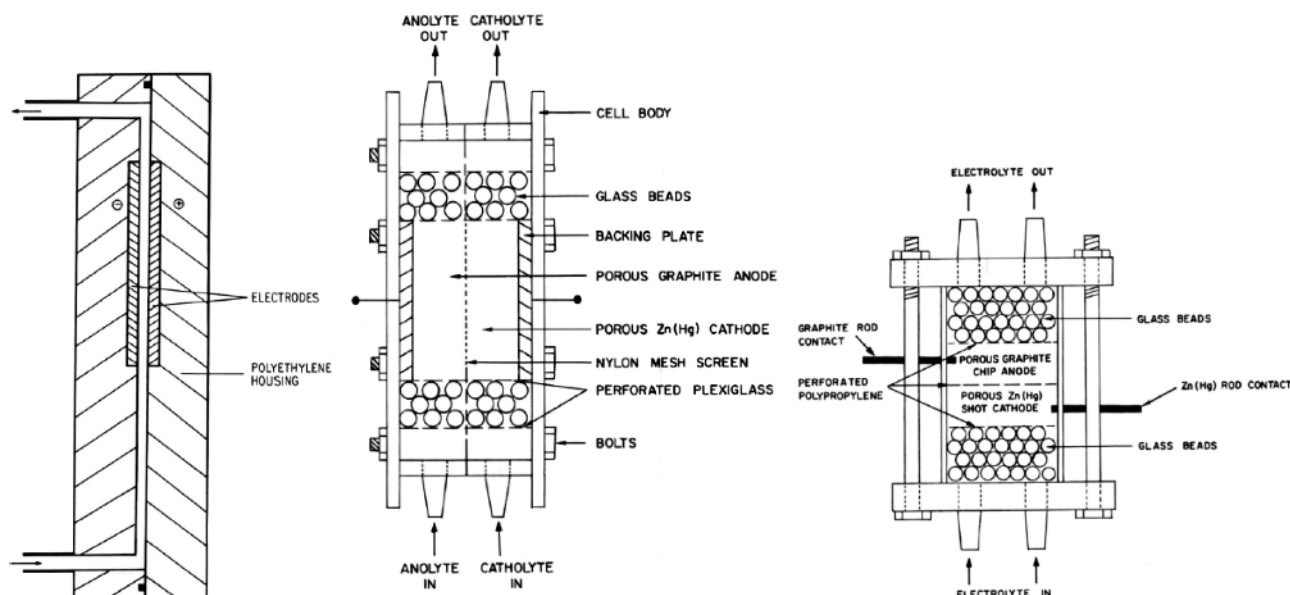 ELECTRODES
POLYETHYLENE
HOUSING
⊖
⊕
ANOLYTE CATHOLYTE
OUT OUT
CELL BODY
GLASS BEADS
BACKING PLATE
POROUS GRAPHITE ANODE
POROUS Zn(Hg) CATHODE
NYLON MESH SCREEN
PERFORATED PLEXIGLASS
BOLTS
ANOLYTE CATHOLYTE
IN IN
ELECTROLYTE OUT
GLASS BEADS
GRAPHITE ROD
CONTACT
POROUS GRAPHITE
CHIP ANODE
PERFORATED
POLYPROPYLENE
POROUS Zn(Hg)
SHOT CATHODE
Zn(Hg) ROD CONTACT
GLASS BEADS
ELECTROLYTE IN